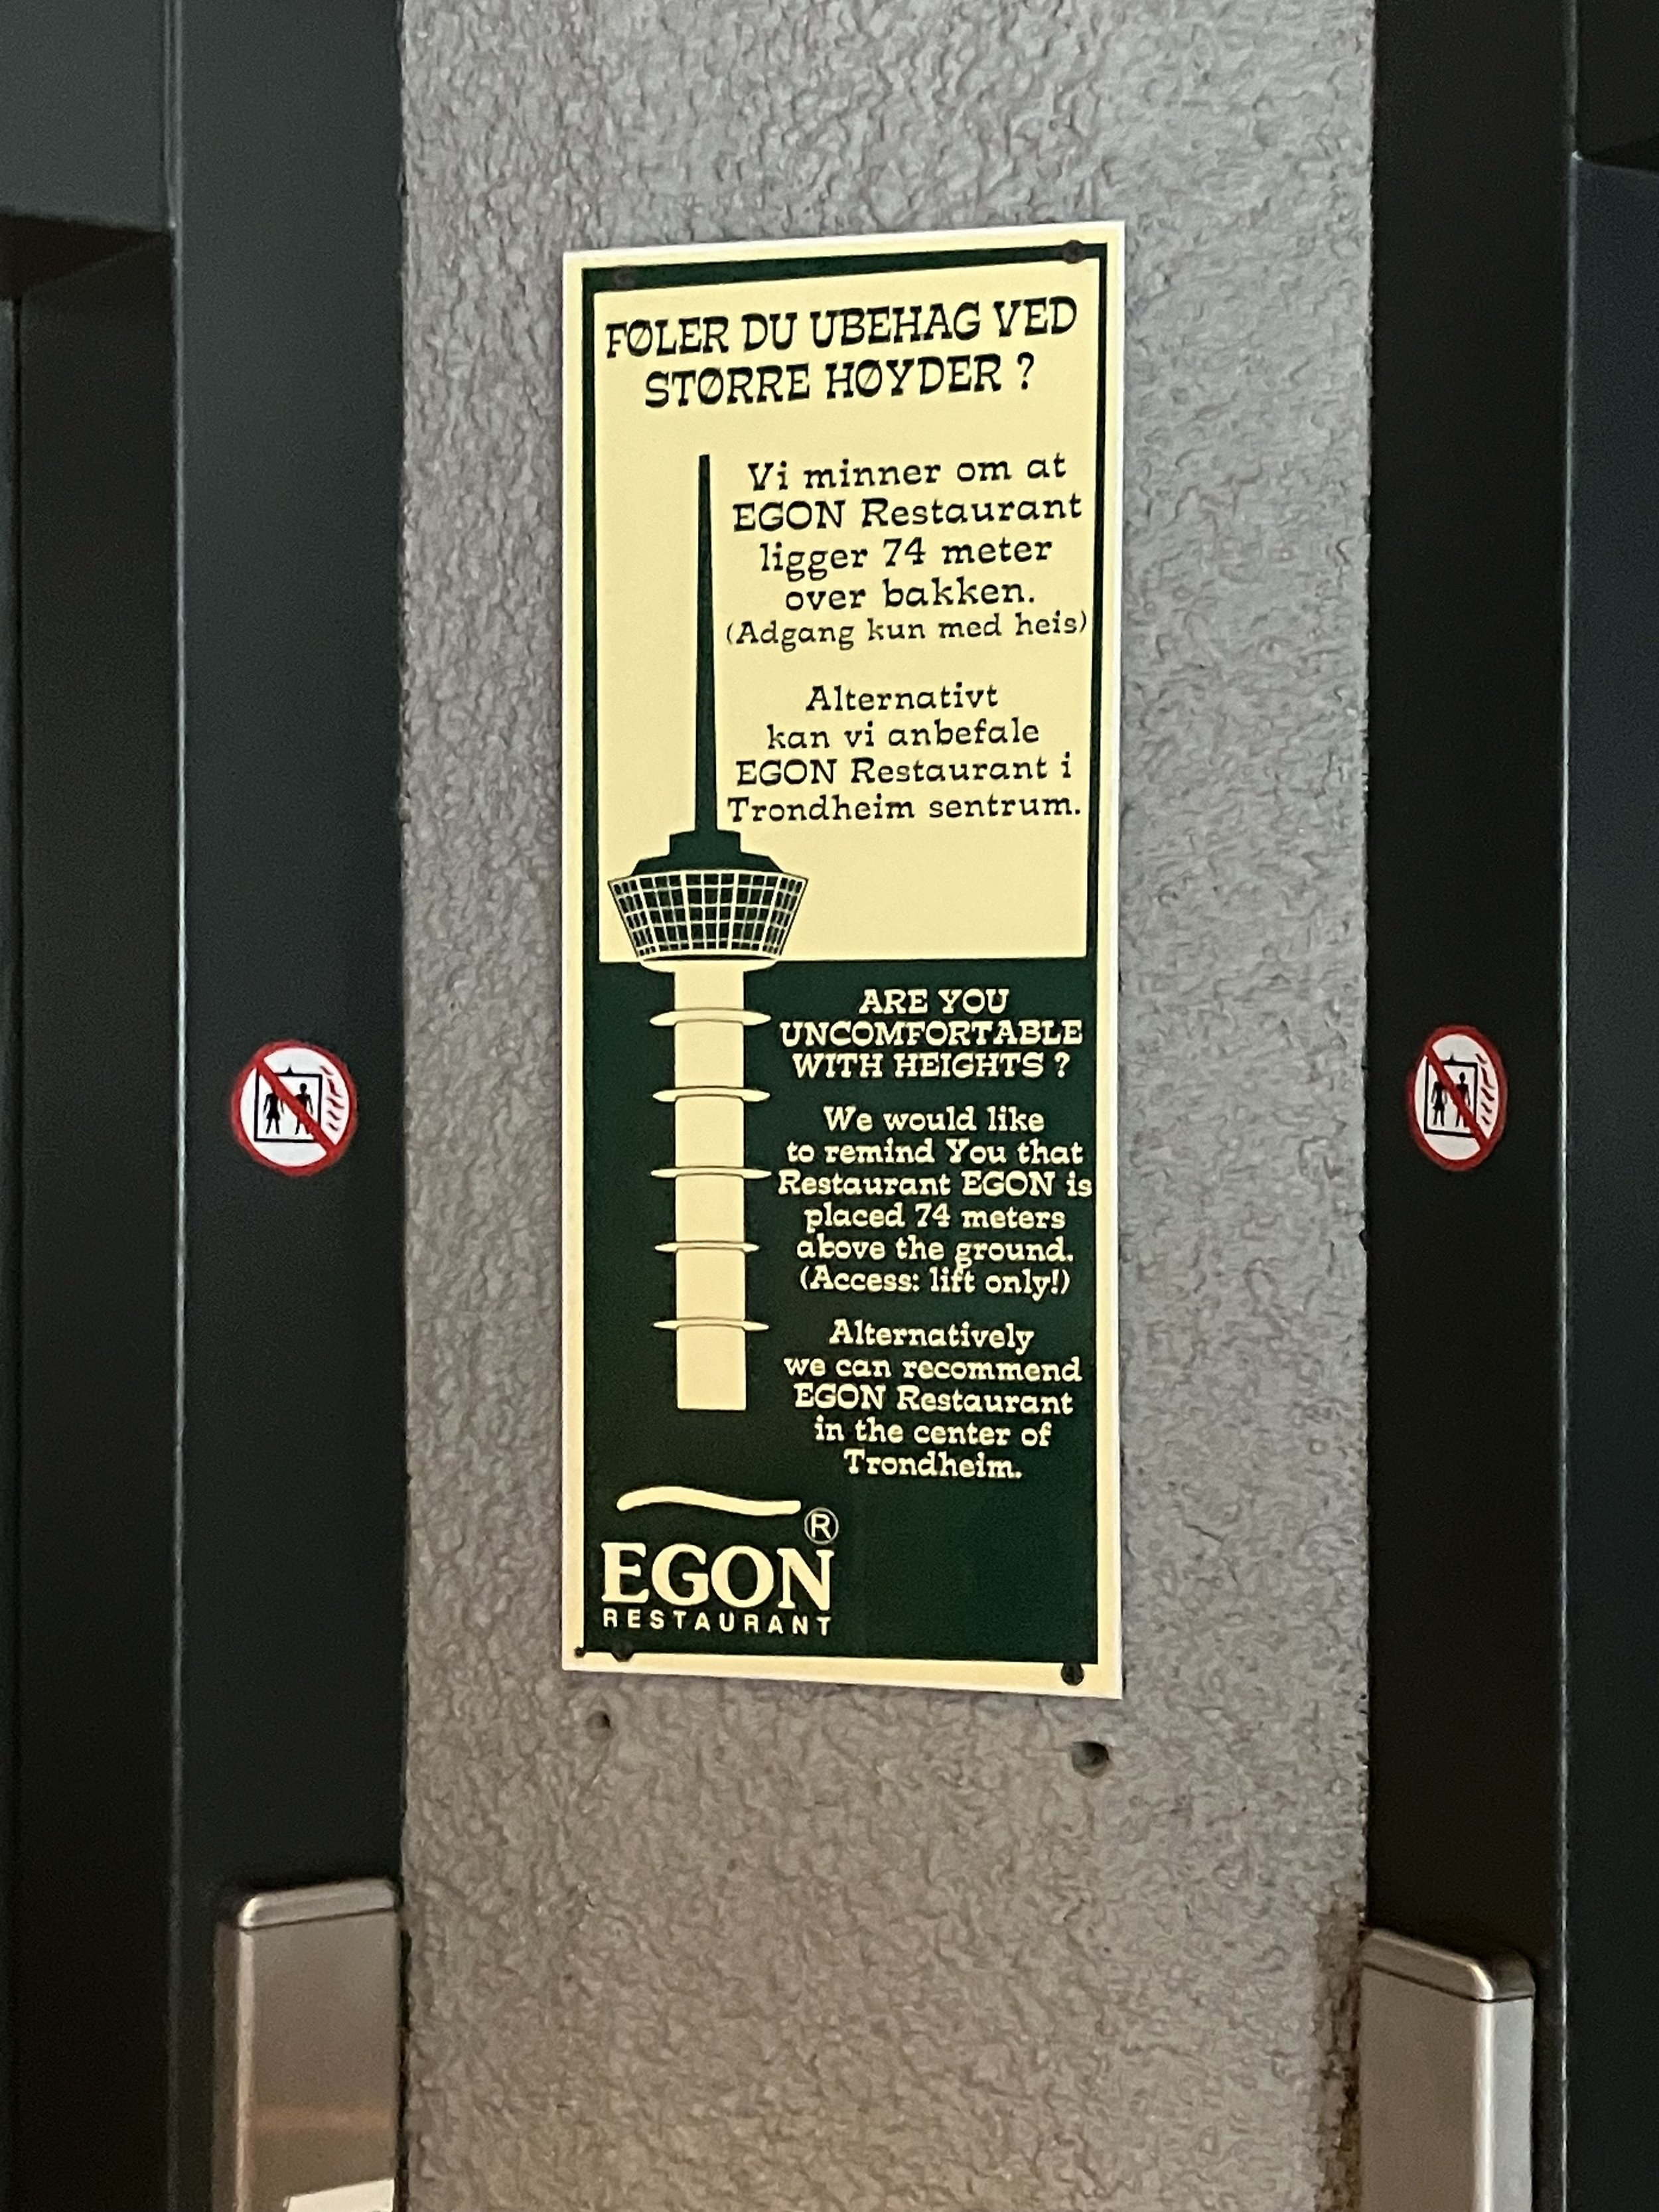 FØLER DU UBEHAG VED
STØRRE HØYDER ?
Vi minner om at
EGON Restaurant
ligger 74 meter
over bakken.
(Adgang kun med heis)
Alternativt
kan vi anbefale
EGON Restaurant i
Trondheim sentrum.
ARE YOU
UNCOMFORTABLE
WITH HEIGHTS ?
We would like
to remind You that
Restaurant EGON is
placed 74 meters
above the ground.
(Access: lift only!)
Alternatively
we can recommend
EGON Restaurant
in the center of
Trondheim.
®
EGON
RESTAURANT